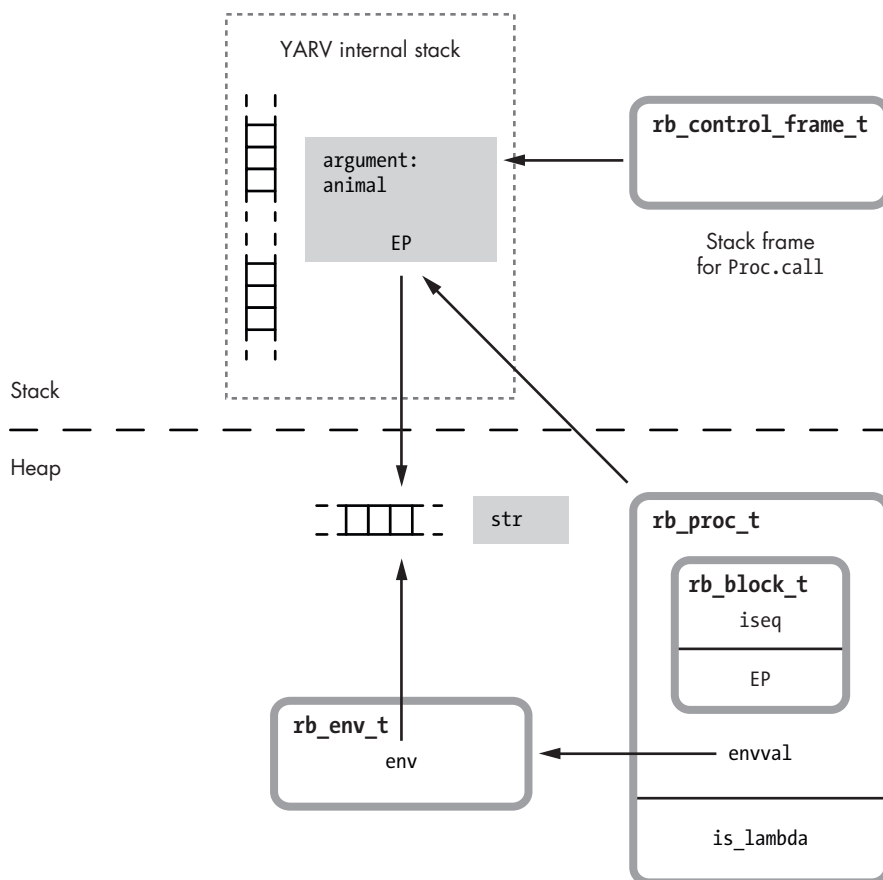 YARV internal stack
rb_control_frame_t
argument:
animal
EP
Stack frame
for Proc.call
Stack
Heap
str
rb_proc_t
rb_block_t
iseq
EP
rb_env_t
env
envval
is_lambda